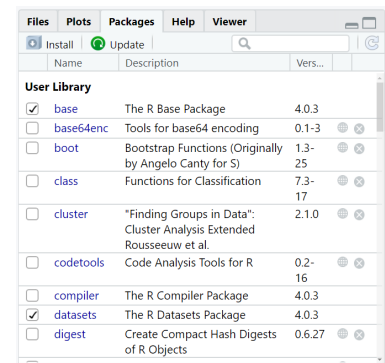 Files Plots Packages Help Viewer
Install Update
Name Description Vers...
User Library
base The R Base Package 4.0.3
base64enc Tools for base64 encoding 0.1-3
boot Bootstrap Functions (Originally 1.3-
by Angelo Canty for S) 25
class Functions for Classification 7.3-
17
cluster "Finding Groups in Data": 2.1.0
Cluster Analysis Extended
Rousseeuw et al.
codetools Code Analysis Tools for R 0.2-
16
compiler The R Compiler Package 4.0.3
datasets The R Datasets Package 4.0.3
digest Create Compact Hash Digests 0.6.27
of R Objects